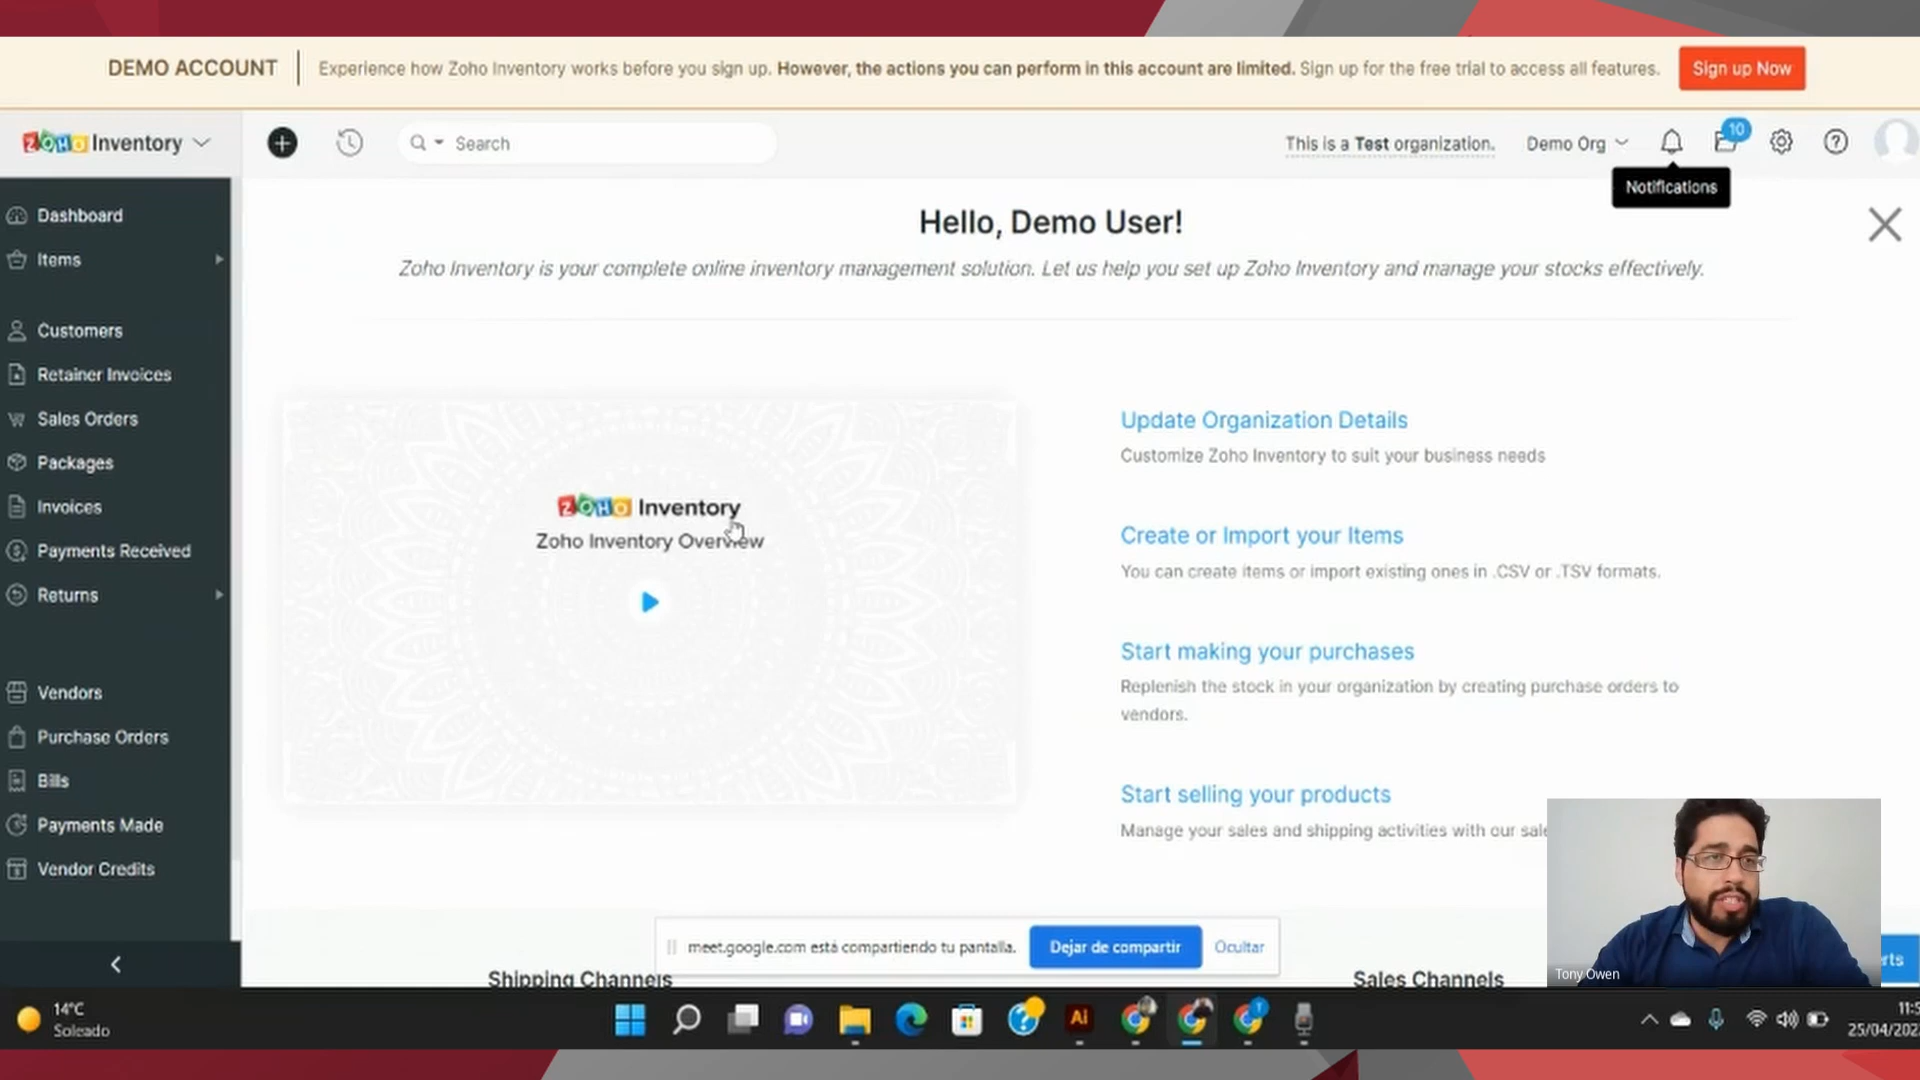 DEMO ACCOUNT
Experience how Zoho Inventory works before you sign up. However, the actions you can perform in this account are limited. Sign up for the free trial to access all features.
Sign up Now
ZOHO Inventory
Search
This is a Test organization.
Demo Org
10
Notifications
Dashboard
Items
Customers
Retainer Invoices
Sales Orders
Packages
Invoices
Payments Received
Returns
Vendors
Purchase Orders
Bills
Payments Made
Vendor Credits
Hello, Demo User!
Zoho Inventory is your complete online inventory management solution. Let us help you set up Zoho Inventory and manage your stocks effectively.
ZOHO Inventory
Zoho Inventory Overview
Update Organization Details
Customize Zoho Inventory to suit your business needs
Create or Import your Items
You can create items or import existing ones in .CSV or .TSV formats.
Start making your purchases
Replenish the stock in your organization by creating purchase orders to
vendors.
Start selling your products
Manage your sales and shipping activities with our
Tony Owen
meet.google.com está compartiendo tu pantalla.
Dejar de compartir
Ocultar
Shipping Channels
Sales Channels
14°C
Soleado
Ai